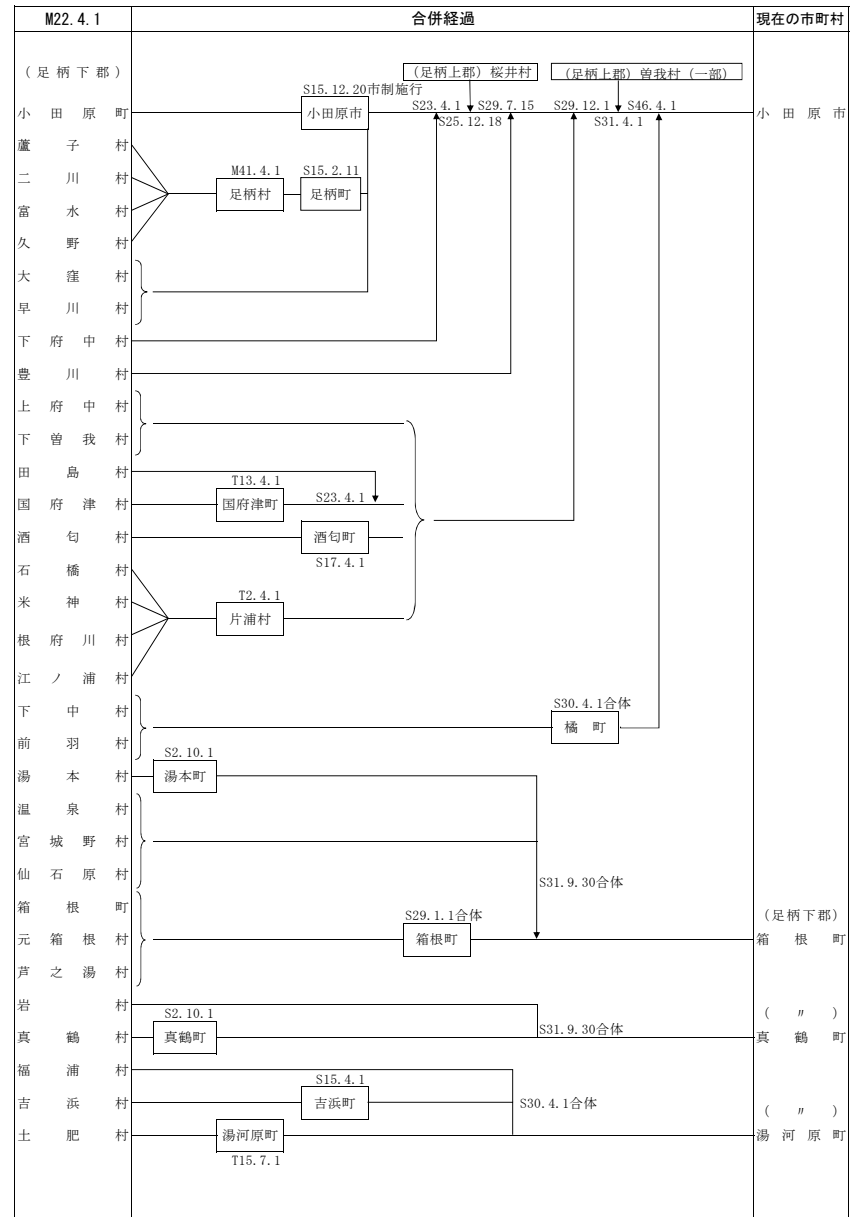 M22.4.1 合併経過 現在の市町村
(足柄下郡) (足柄上郡) 桜井村 (足柄上郡) 曽我村 (一部)
S15.12.20市制施行
小田原町 小田原市 S23.4.1 S29.7.15 S29.12.1 S46.4.1 小田原市
S25.12.18 S31.4.1
蘆子村
M41.4.1 S15.2.11
二川村
足柄村 足柄町
富水村
久野村
大窪村
早川村
下府中村
豊川村
上府中村
下曽我村
田島村
T13.4.1
国府津村 国府津町 S23.4.1
酒匂村 酒匂町
S17.4.1
石橋村
T2.4.1
米神村
片浦村
根府川村
江ノ浦村
S30.4.1合体
下中村
橘町
前羽村
S2.10.1
湯本村 湯本町
温泉村
宮城野村
仙石原村
S31.9.30合体
箱根町
S29.1.1合体 (足柄下郡)
元箱根村 箱根町 箱根町
芦之湯村
岩村
S2.10.1 (〃)
S31.9.30合体
真鶴村 真鶴町 真鶴町
福浦村
S15.4.1
吉浜村 吉浜町 S30.4.1合体
(〃)
土肥村 湯河原町 湯河原町
T15.7.1